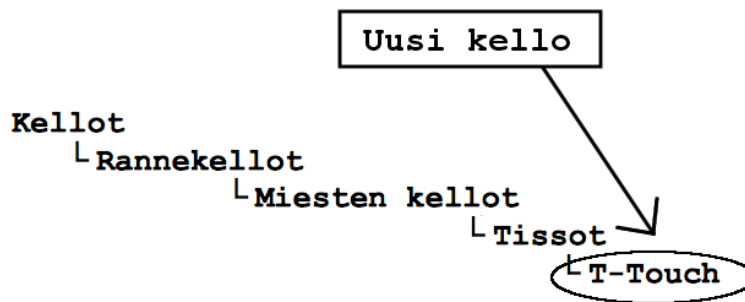 Uusi kello
Kellot
Rannekellot
Miesten kellot
Tissot
T-Touch